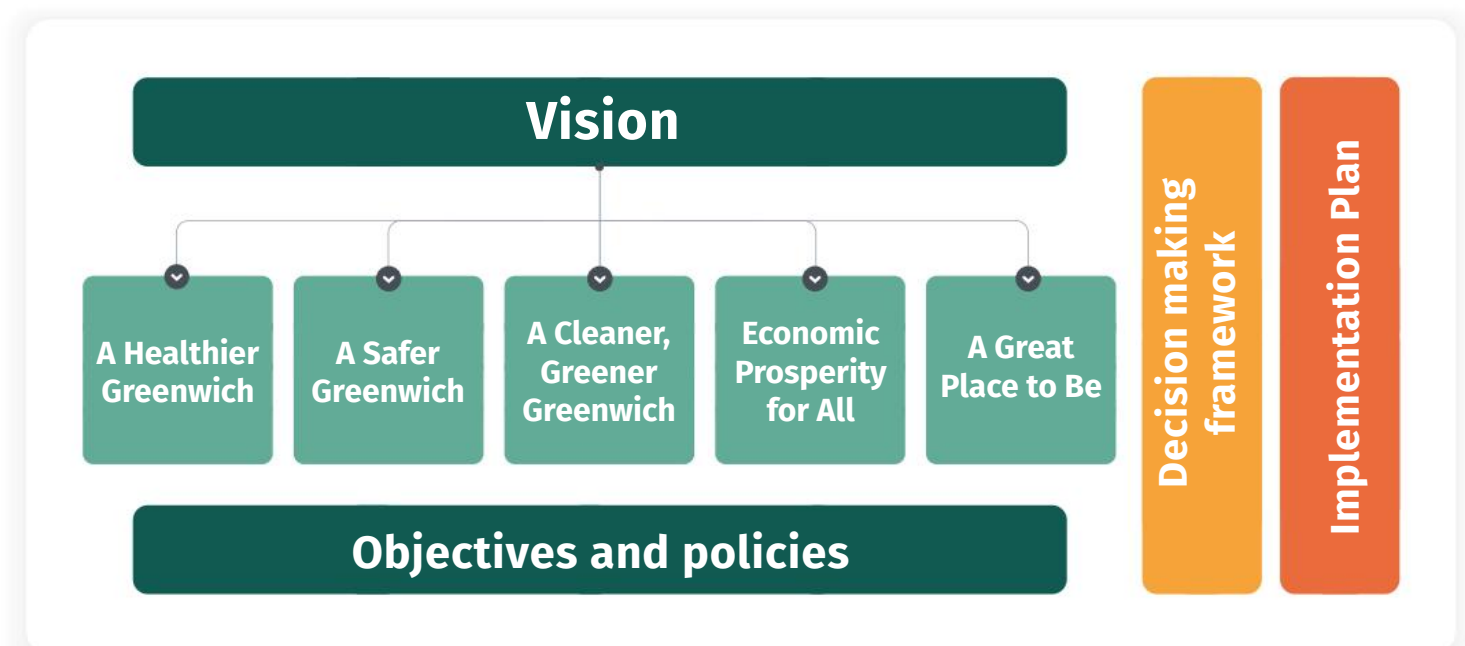 Vision
A Healthier
Greenwich
A Safer
Greenwich
A Cleaner,
Greener
Greenwich
Economic
Prosperity
for All
A Great
Place to Be
Objectives and policies
Decision making
framework
Implementation Plan